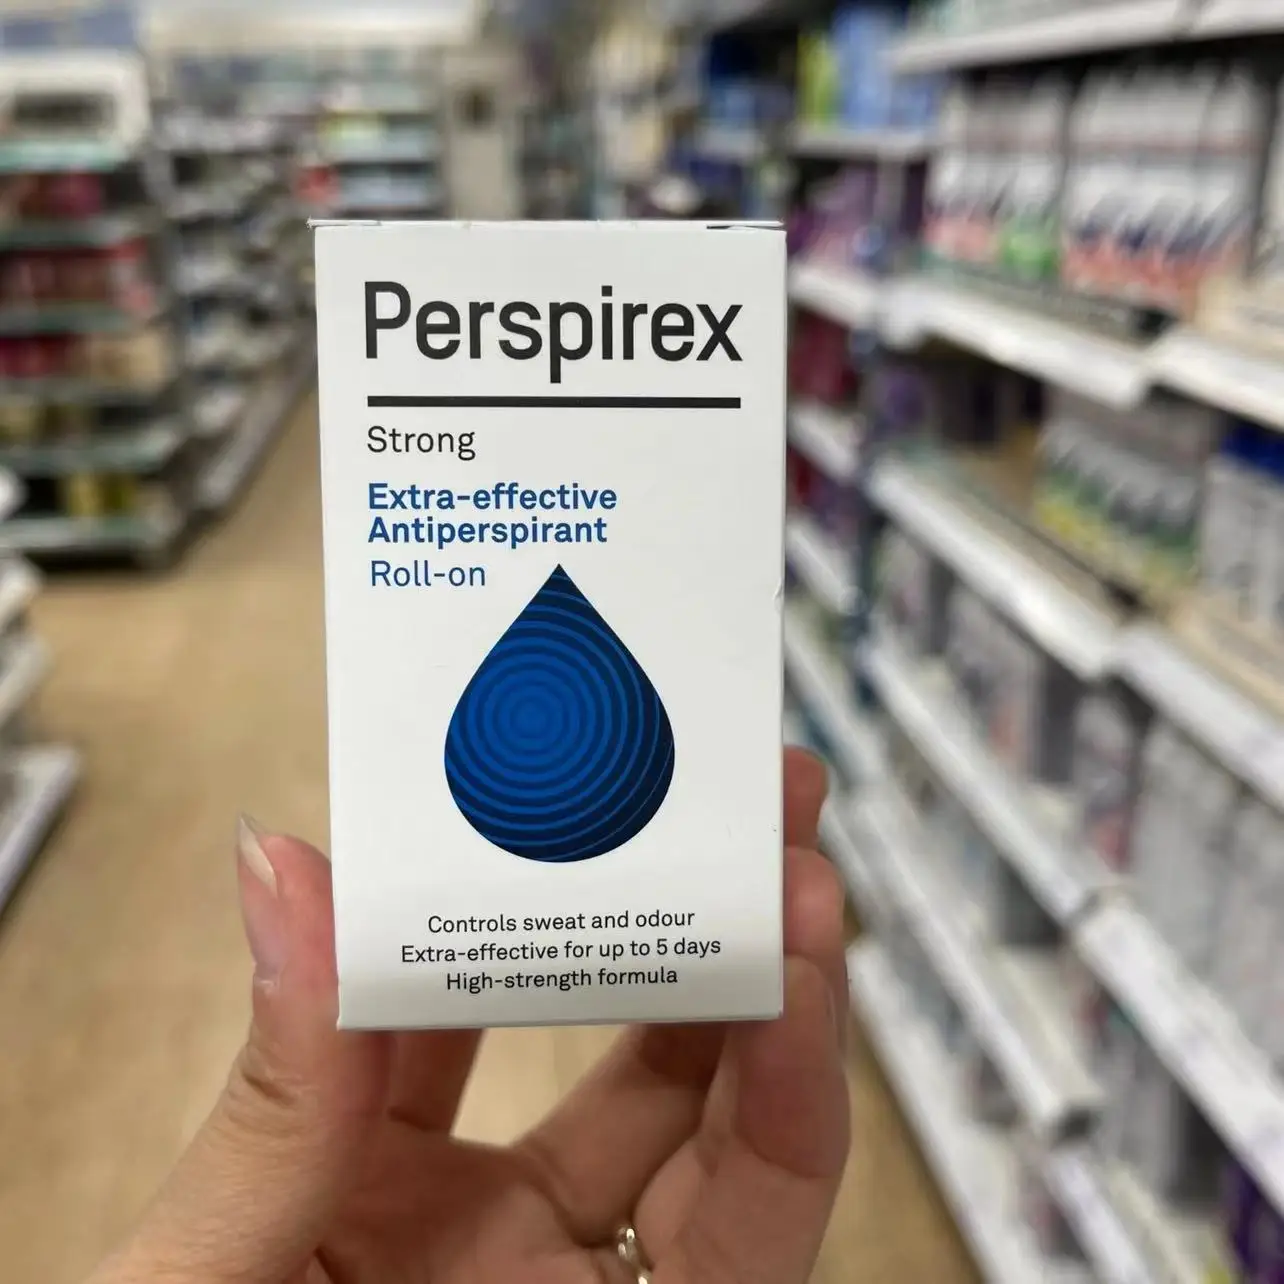 Perspirex
Strong
Extra-effective
Antiperspirant
Roll-on
Controls sweat and odour
Extra-effective for up to 5 days
High-strength formula